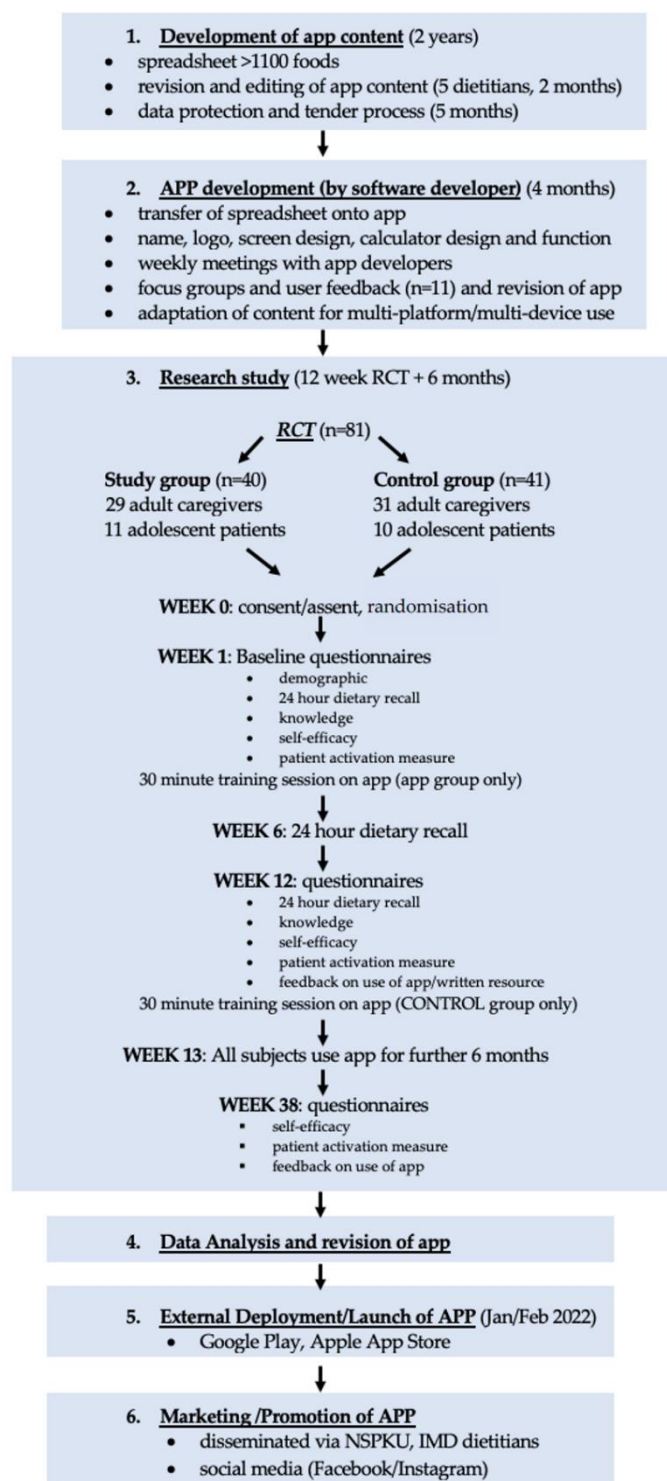 1. Development of app content (2 years)
• spreadsheet >1100 foods
• revision and editing of app content (5 dietitians, 2 months)
• data protection and tender process (5 months)
2. APP development (by software developer) (4 months)
• transfer of spreadsheet onto app
• name, logo, screen design, calculator design and function
• weekly meetings with app developers
• focus groups and user feedback (n=11) and revision of app
• adaptation of content for multi-platform/multi-device use
3. Research study (12 week RCT + 6 months)
RCT (n=81)
Study group (n=40)
29 adult caregivers
11 adolescent patients
Control group (n=41)
31 adult caregivers
10 adolescent patients
WEEK 0: consent/assent, randomisation
WEEK 1: Baseline questionnaires
• demographic
• 24 hour dietary recall
• knowledge
• self-efficacy
• patient activation measure
30 minute training session on app (app group only)
WEEK 6: 24 hour dietary recall
WEEK 12: questionnaires
• 24 hour dietary recall
• knowledge
• self-efficacy
• patient activation measure
• feedback on use of app/written resource
30 minute training session on app (CONTROL group only)
WEEK 13: All subjects use app for further 6 months
WEEK 38: questionnaires
▪ self-efficacy
▪ patient activation measure
▪ feedback on use of app
4. Data Analysis and revision of app
5. External Deployment/Launch of APP (Jan/Feb 2022)
• Google Play, Apple App Store
6. Marketing /Promotion of APP
• disseminated via NSPKU, IMD dietitians
• social media (Facebook/Instagram)